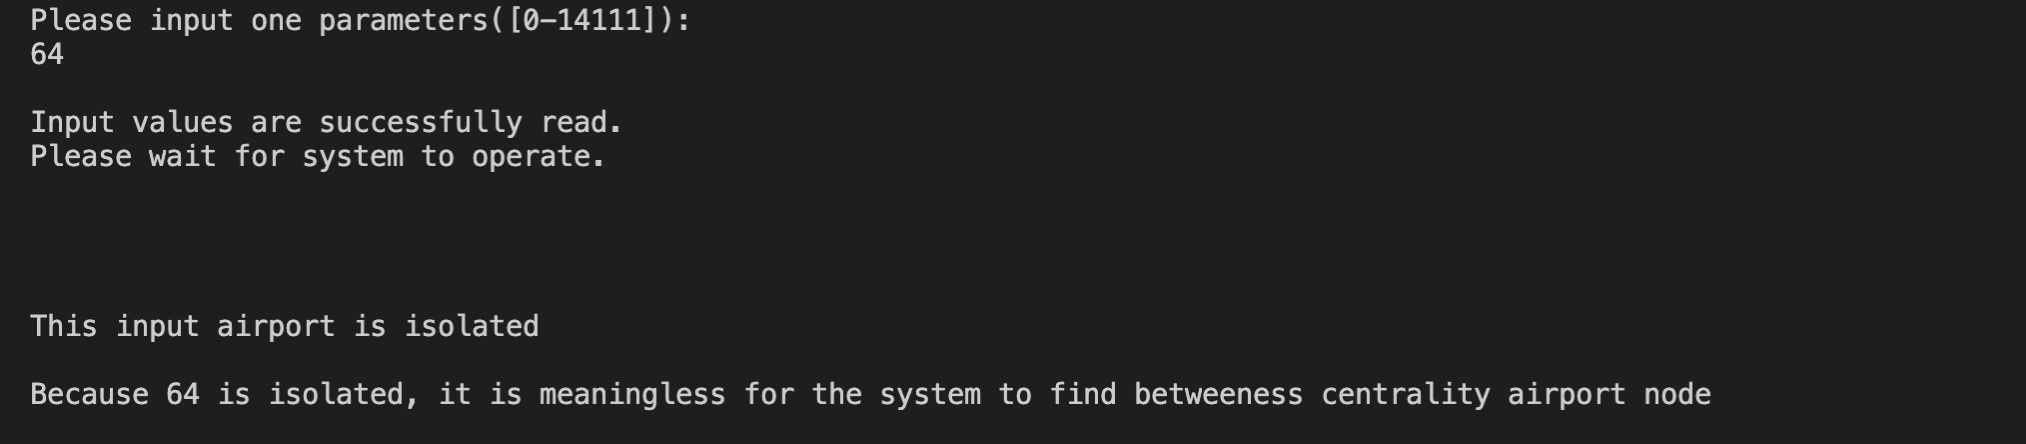 Please input one parameters([0-14111]):
64
Input values are successfully read.
Please wait for system to operate.
This input airport is isolated
Because 64 is isolated, it is meaningless for the system to find betweeness centrality airport node